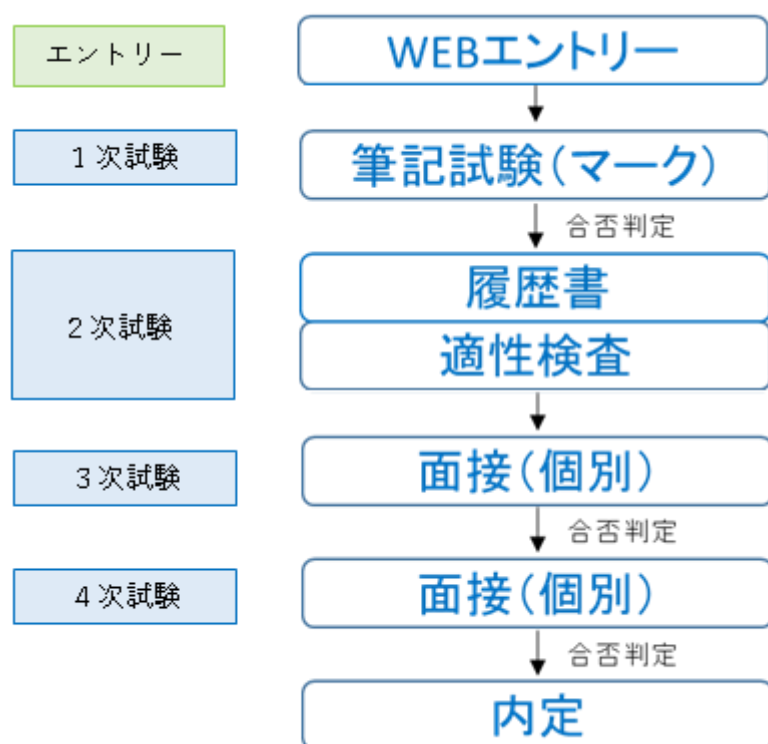 エントリー
WEBエントリー
1次試験
筆記試験(マーク)
合否判定
2次試験
履歴書
適性検査
3次試験
面接(個別)
合否判定
4次試験
面接(個別)
合否判定
内定